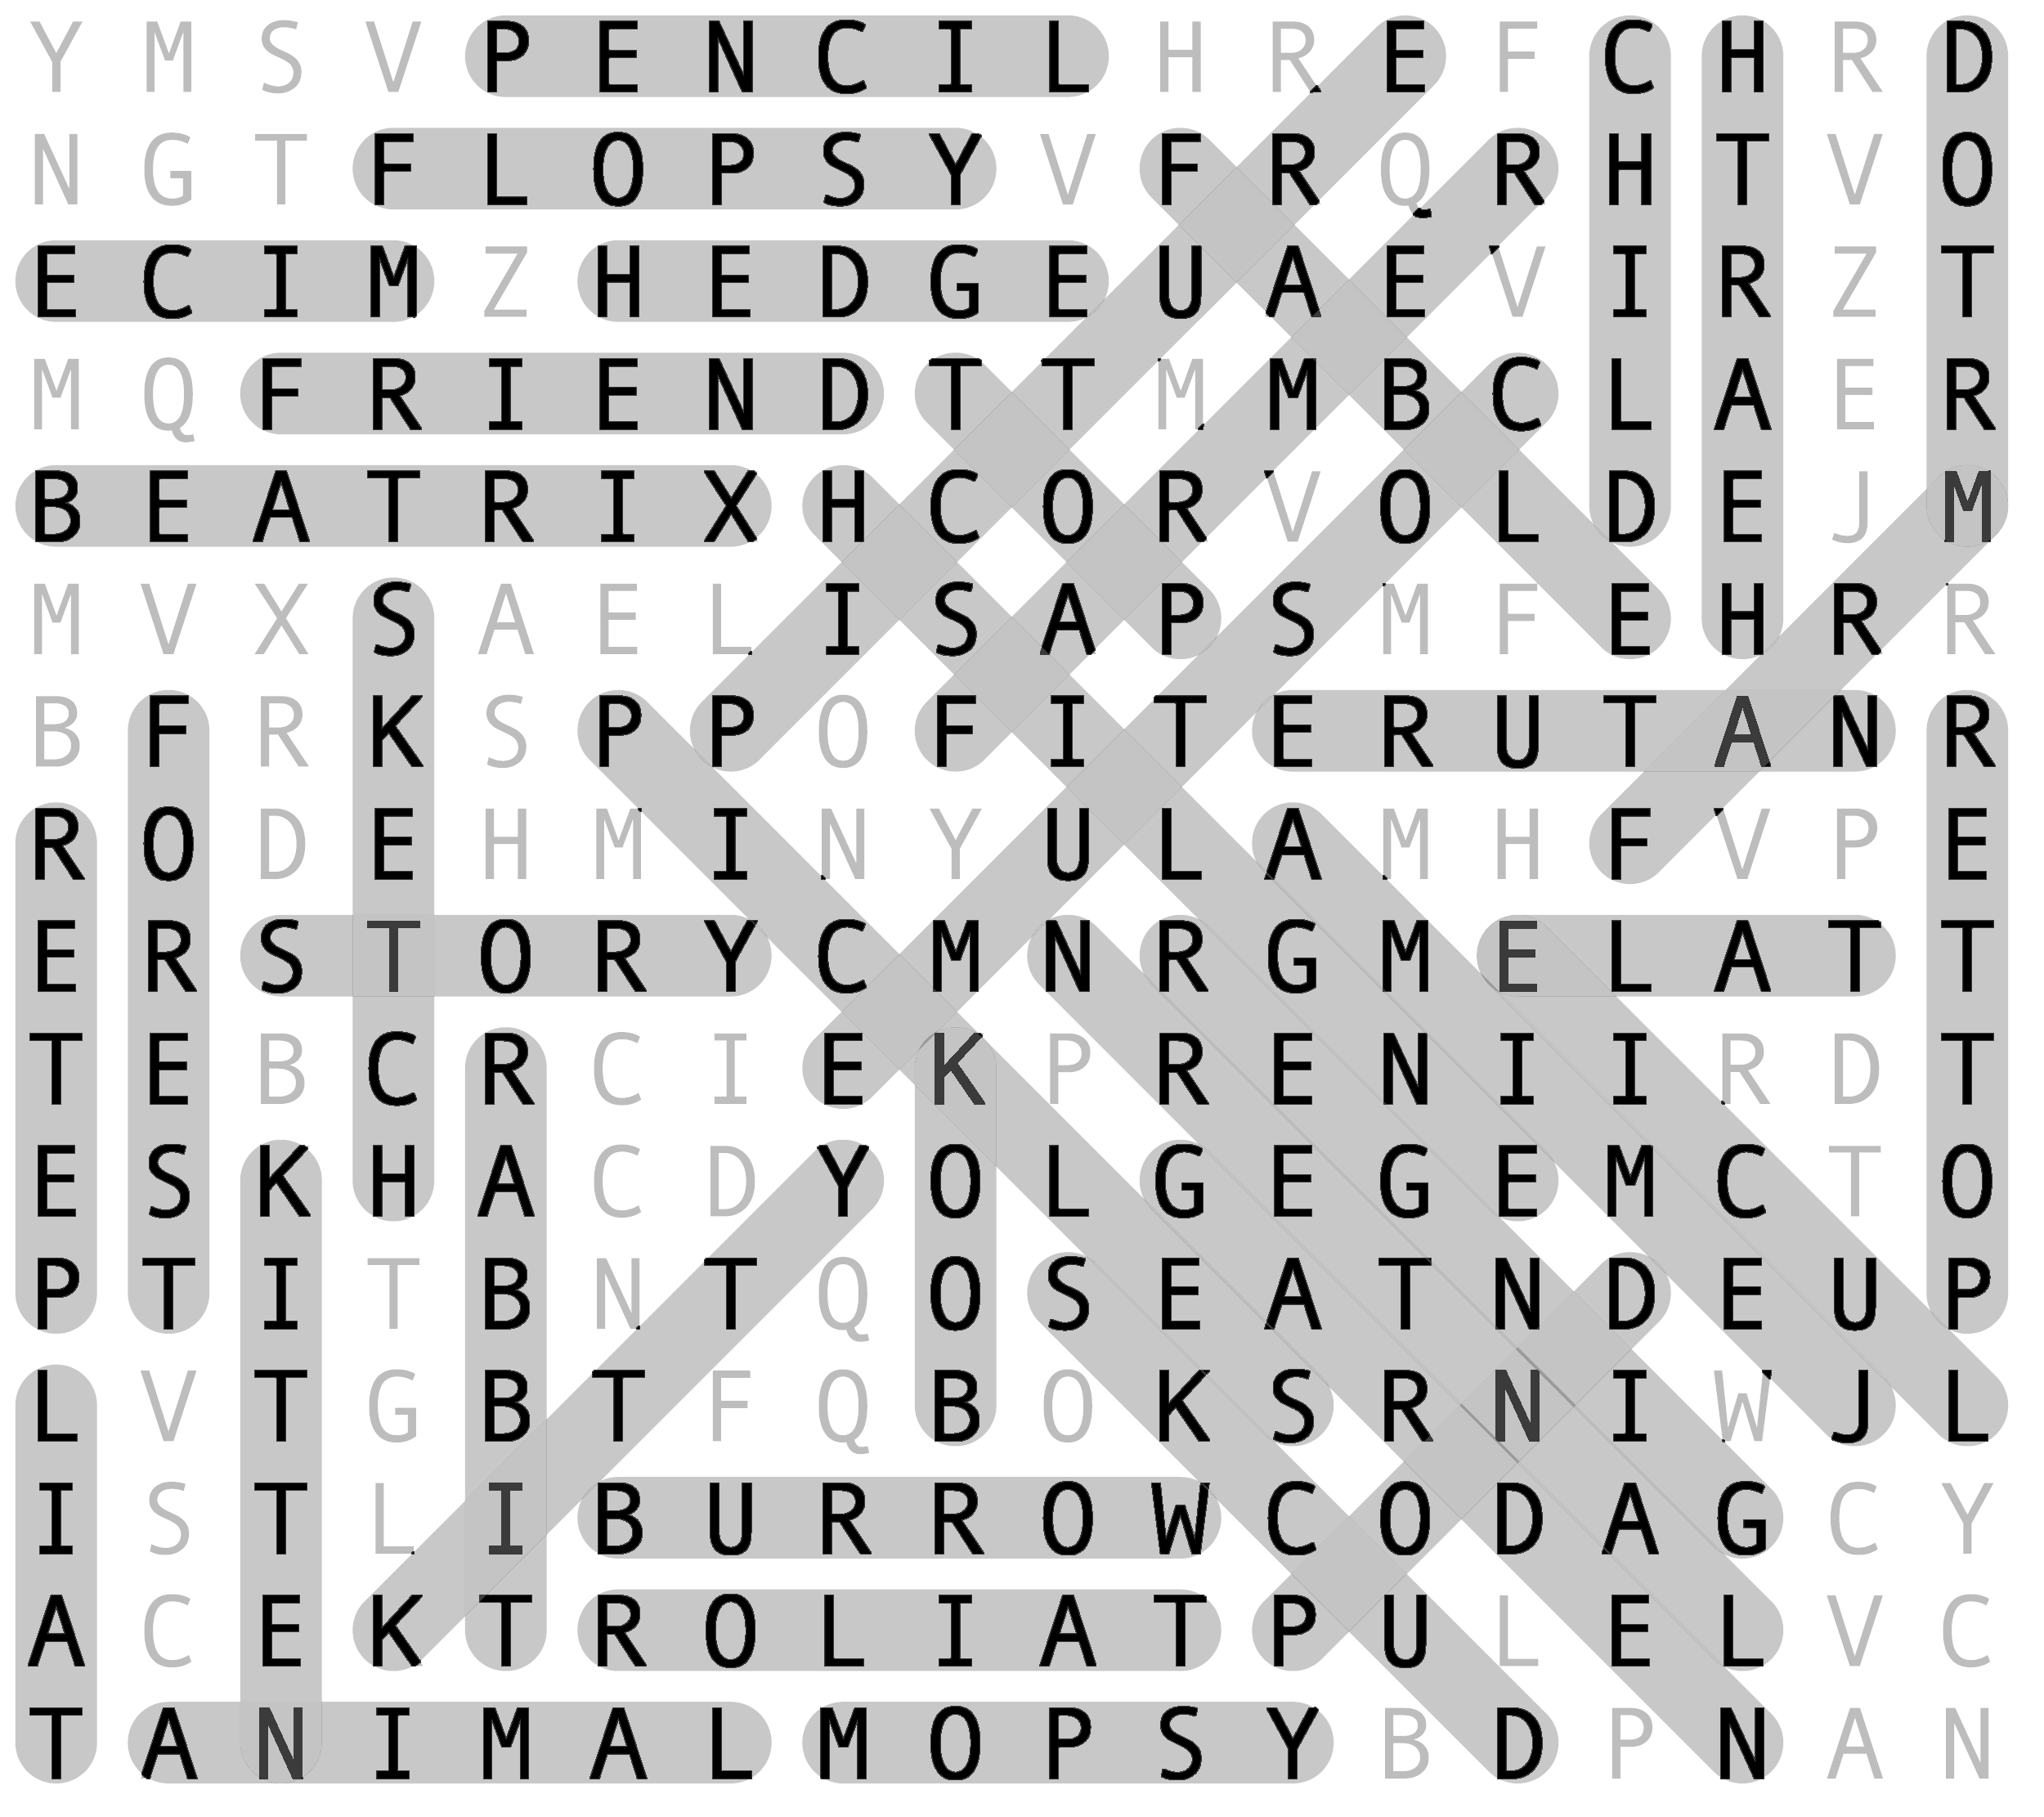 Y M S V P E N C I L H R E F C H R D
N G T F L O P S Y V F R Q R H T V O
E C I M Z H E D G E U A E V I R Z T
M Q F R I E N D T T M M B C L A E R
B E A T R I X H C O R V O L D E J M
M V X S A E L I S A P S M F E H R R
B F R K S P P O F I T E R U T A N R
R O D E H M I N Y U L A M H F V P E
E R S T O R Y C M N R G M E L A T T
T E B C R C I E K P R E N I I R D T
E S K H A C D Y O L G E G E M C T O
P T I T B N T Q O S E A T N D E U P
L V T G B T F Q B O K S R N I W J L
I S T L I B U R R O W C O D A G C Y
A C E K T R O L I A T P U L E L V C
T A N I M A L M O P S Y B D P N A N